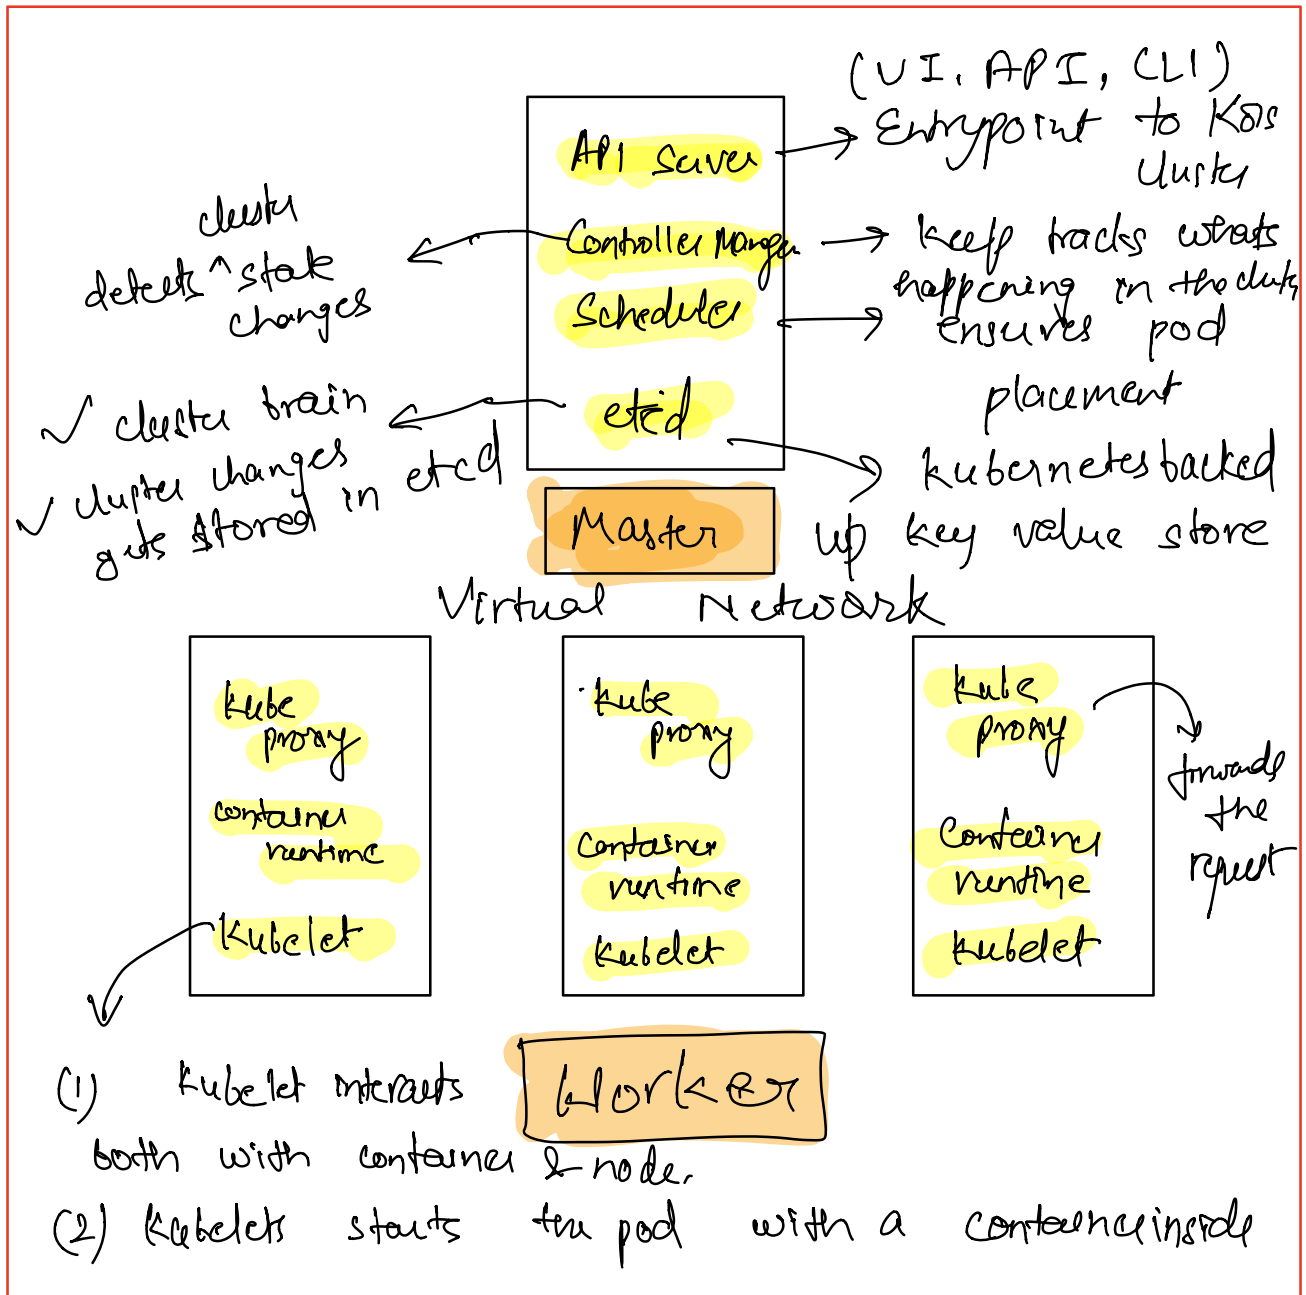 (UI, API, CLI)
Entrypoint to K8s
cluster
API Server
cluster
detects ^ state
changes
Controller Manager
keep tracks whats
happening in the cluster
Scheduler
ensures pod
placement
etcd
✓ cluster brain
✓ cluster changes
gets stored in etcd
kubernetes backed
up key value store
Master
Virtual Network
kube
proxy
container
runtime
Kubelet
kube
proxy
Container
runtime
Kubelet
kube
proxy
Container
runtime
kubelet
forwards
the
request
Worker
(1) Kubelet interacts
both with container & node.
(2) Kubelets starts the pod with a container inside